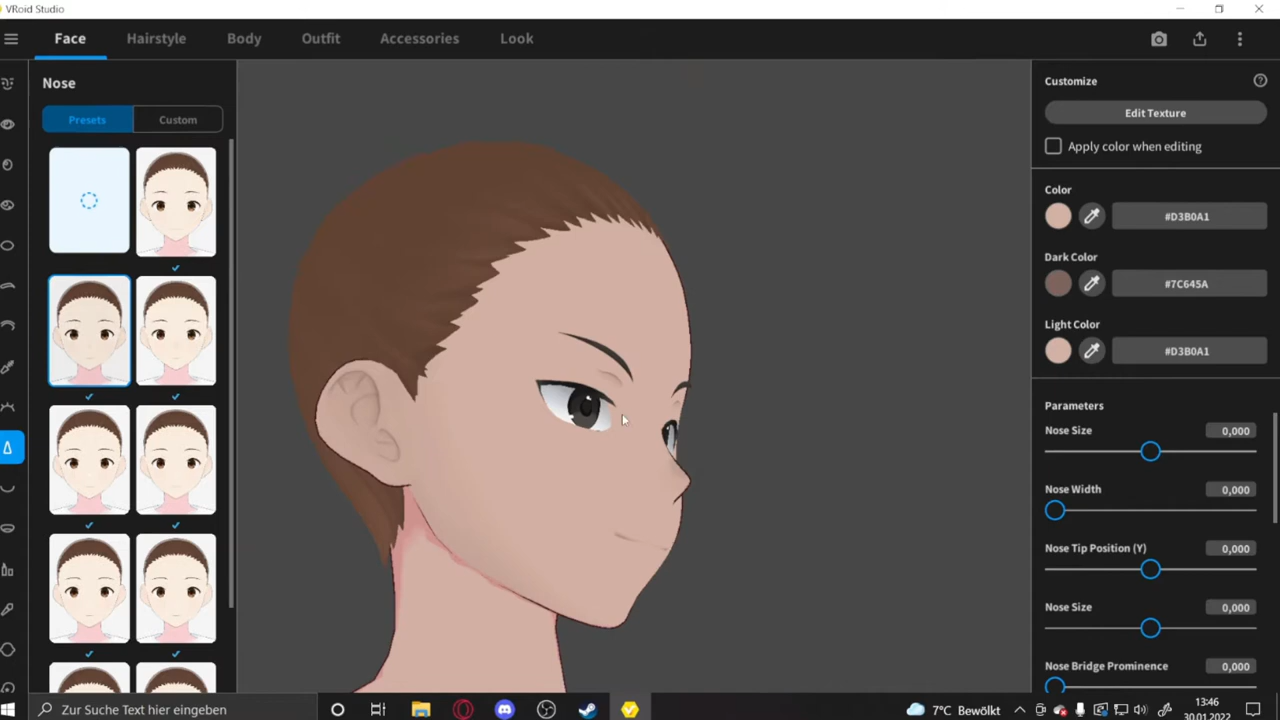 VRoid Studio
Face
Hairstyle
Body
Outfit
Accessories
Look
Nose
Presets
Custom
Customize
Edit Texture
Apply color when editing
Color
#D3B0A1
Dark Color
#7C645A
Light Color
#D3B0A1
Parameters
Nose Size
0,000
Nose Width
0,000
Nose Tip Position (Y)
0,000
Nose Size
0,000
Nose Bridge Prominence
0,000
Zur Suche Text hier eingeben
7°C Bewölkt
13:46
30.01.2022